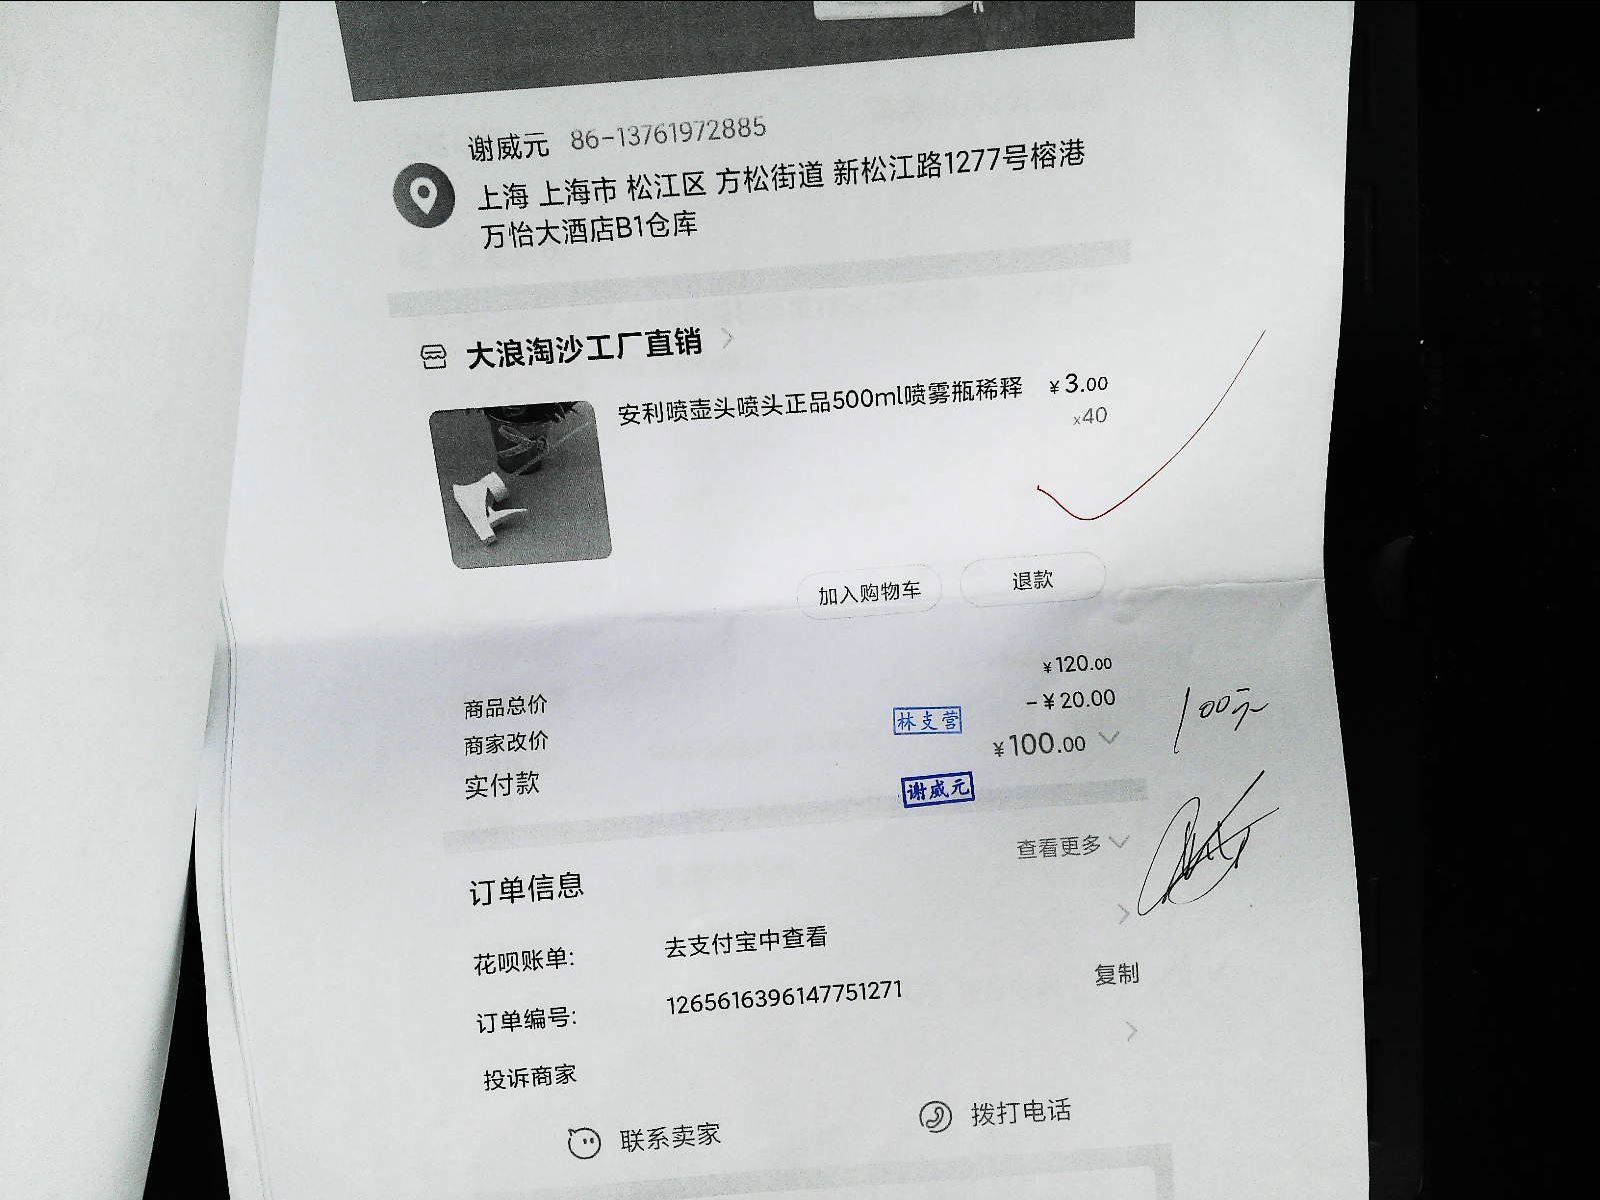 谢威元 86-13761972885
上海 上海市 松江区 方松街道 新松江路1277号榕港
万怡大酒店B1仓库
大浪淘沙工厂直销
安利喷壶头喷头正品500ml喷雾瓶稀释 ¥3.00
x40
加入购物车 退款
商品总价 ¥120.00
商家改价 -¥20.00
林支营
实付款 ¥100.00
100元
谢威元
查看更多
订单信息
花呗账单: 去支付宝中查看
订单编号: 1265616396147751271 复制
投诉商家
联系卖家 拨打电话